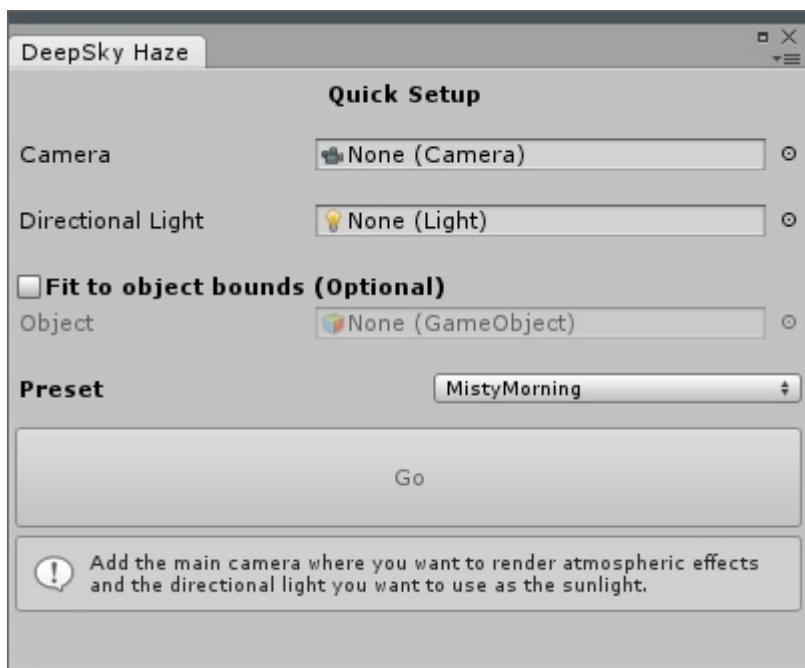 DeepSky Haze
Quick Setup
Camera None (Camera)
Directional Light None (Light)
Fit to object bounds (Optional)
Object None (GameObject)
Preset MistyMorning
Go
Add the main camera where you want to render atmospheric effects
and the directional light you want to use as the sunlight.